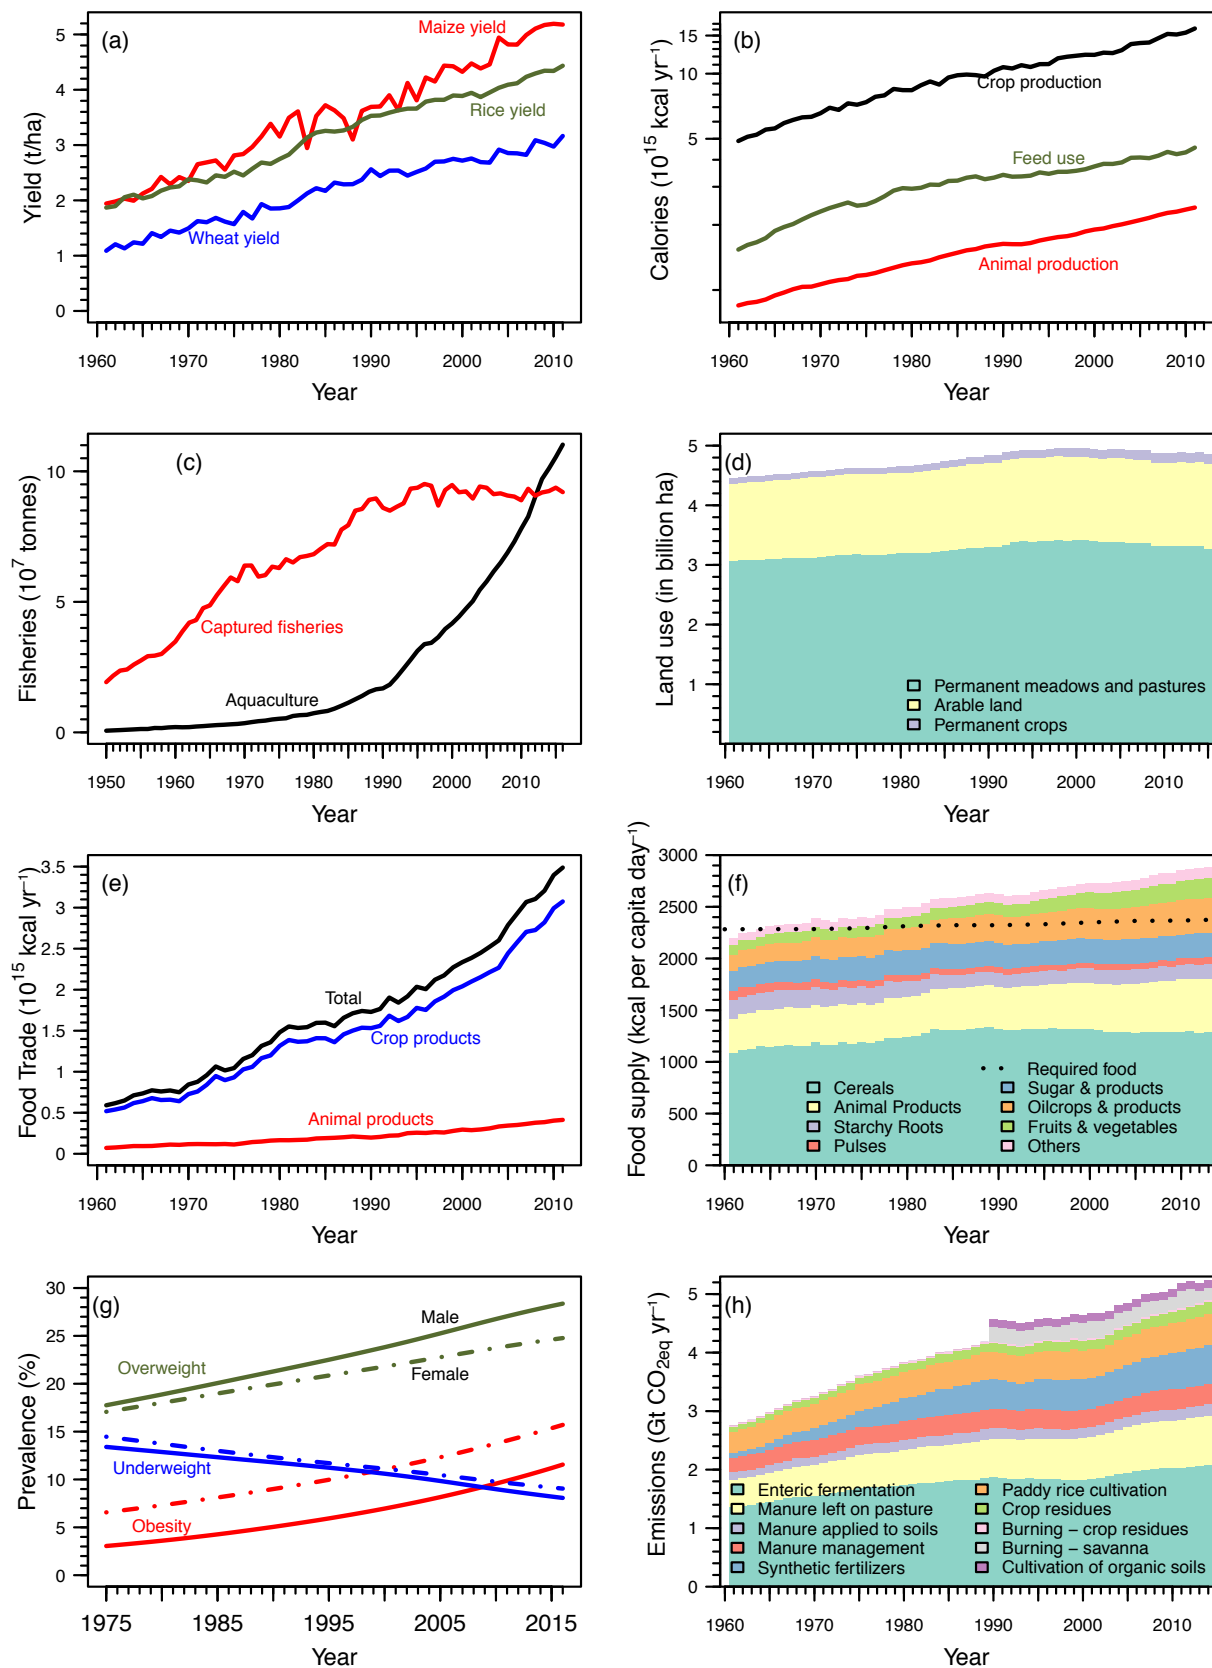 (a)
Maize yield
Rice yield
Wheat yield
Yield (t/ha)
0
1
2
3
4
5
1960
1970
1980
1990
2000
2010
Year
(b)
Crop production
Feed use
Animal production
Calories (10¹⁵ kcal yr⁻¹)
5
10
15
1960
1970
1980
1990
2000
2010
Year
(c)
Captured fisheries
Aquaculture
Fisheries (10⁷ tonnes)
0
5
10
1950
1960
1970
1980
1990
2000
2010
Year
(d)
Land use (in billion ha)
1
2
3
4
5
Permanent meadows and pastures
Arable land
Permanent crops
1960
1970
1980
1990
2000
2010
Year
(e)
Total
Crop products
Animal products
Food Trade (10¹⁵ kcal yr⁻¹)
0
0.5
1
1.5
2
2.5
3
3.5
1960
1970
1980
1990
2000
2010
Year
(f)
Food supply (kcal per capita day⁻¹)
0
500
1000
1500
2000
2500
3000
Required food
Cereals
Animal Products
Starchy Roots
Pulses
Sugar & products
Oilcrops & products
Fruits & vegetables
Others
1960
1970
1980
1990
2000
2010
Year
(g)
Male
Female
Overweight
Underweight
Obesity
Prevalence (%)
0
5
10
15
20
25
30
1975
1985
1995
2005
2015
Year
(h)
Emissions (Gt CO₂eq yr⁻¹)
0
1
2
3
4
5
Enteric fermentation
Manure left on pasture
Manure applied to soils
Manure management
Synthetic fertilizers
Paddy rice cultivation
Crop residues
Burning − crop residues
Burning − savanna
Cultivation of organic soils
1960
1970
1980
1990
2000
2010
Year